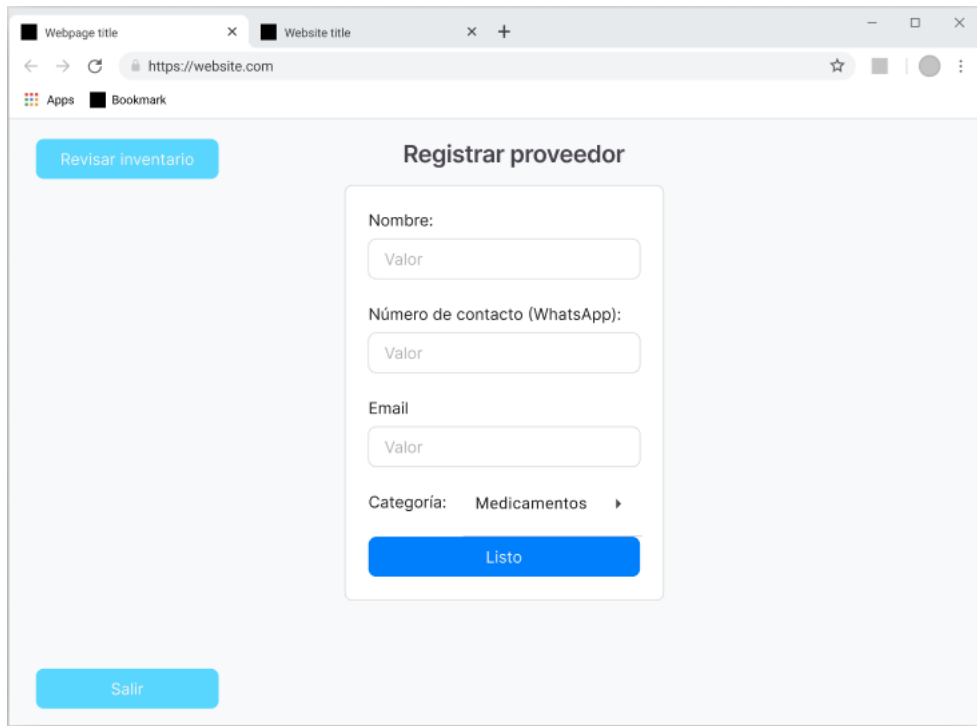 Webpage title
Website title
https://website.com
Apps
Bookmark
Revisar inventario
Registrar proveedor
Nombre:
Valor
Número de contacto (WhatsApp):
Valor
Email
Valor
Categoría: Medicamentos
Listo
Salir